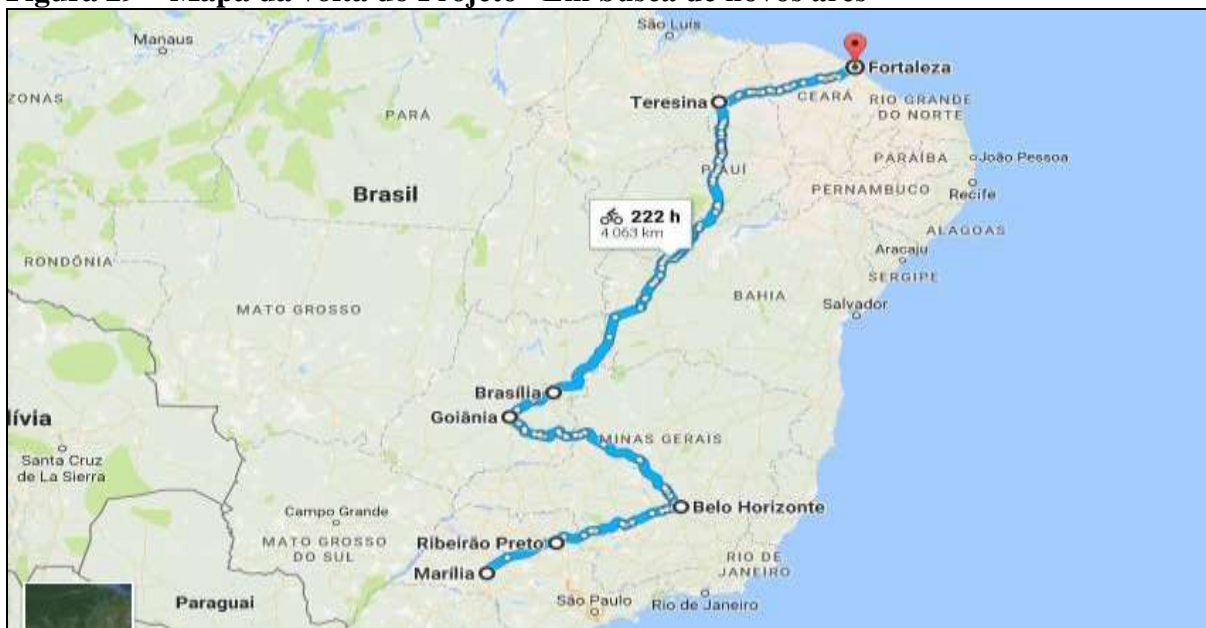 Figura 29 – Mapa da volta do Projeto "Em busca de novos ares"
São Luís
Manaus
Fortaleza
ZONAS
Teresina
CEARÁ
RIO GRANDE
DO NORTE
PARÁ
PARAÍBA
João Pessoa
PIAUÍ
Brasil
PERNAMBUCO
Recife
222 h
4.063 km
ALAGOAS
Aracaju
RONDÔNIA
SERGIPE
BAHIA
MATO GROSSO
Salvador
Brasília
Goiânia
lívia
MINAS GERAIS
Santa Cruz
de La Sierra
Belo Horizonte
Campo Grande
MATO GROSSO
DO SUL
Ribeirão Preto
RIO DE
JANEIRO
Marília
Paraguai
São Paulo
Rio de Janeiro